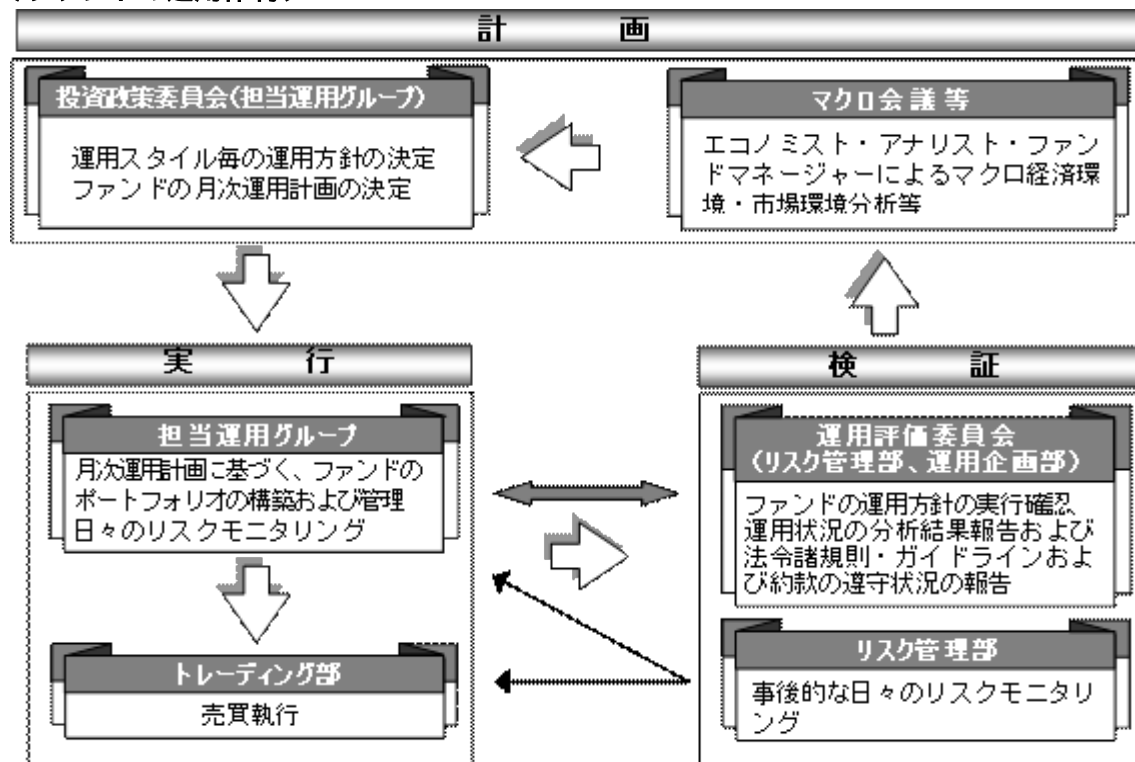 計 画
投資政策委員会(担当運用グループ)
運用スタイル毎の運用方針の決定
ファンドの月次運用計画の決定
マクロ会議等
エコノミスト・アナリスト・ファン
ドマネージャーによるマクロ経済環
境・市場環境分析等
実 行
担当運用グループ
月次運用計画に基づく、ファンドの
ポートフォリオの構築および管理
日々のリスクモニタリング
トレーディング部
売買執行
検 証
運用評価委員会
(リスク管理部、運用企画部)
ファンドの運用方針の実行確認
運用状況の分析結果報告および
法令諸規則・ガイドラインおよ
び約款の遵守状況の報告
リスク管理部
事後的な日々のリスクモニタリ
ング